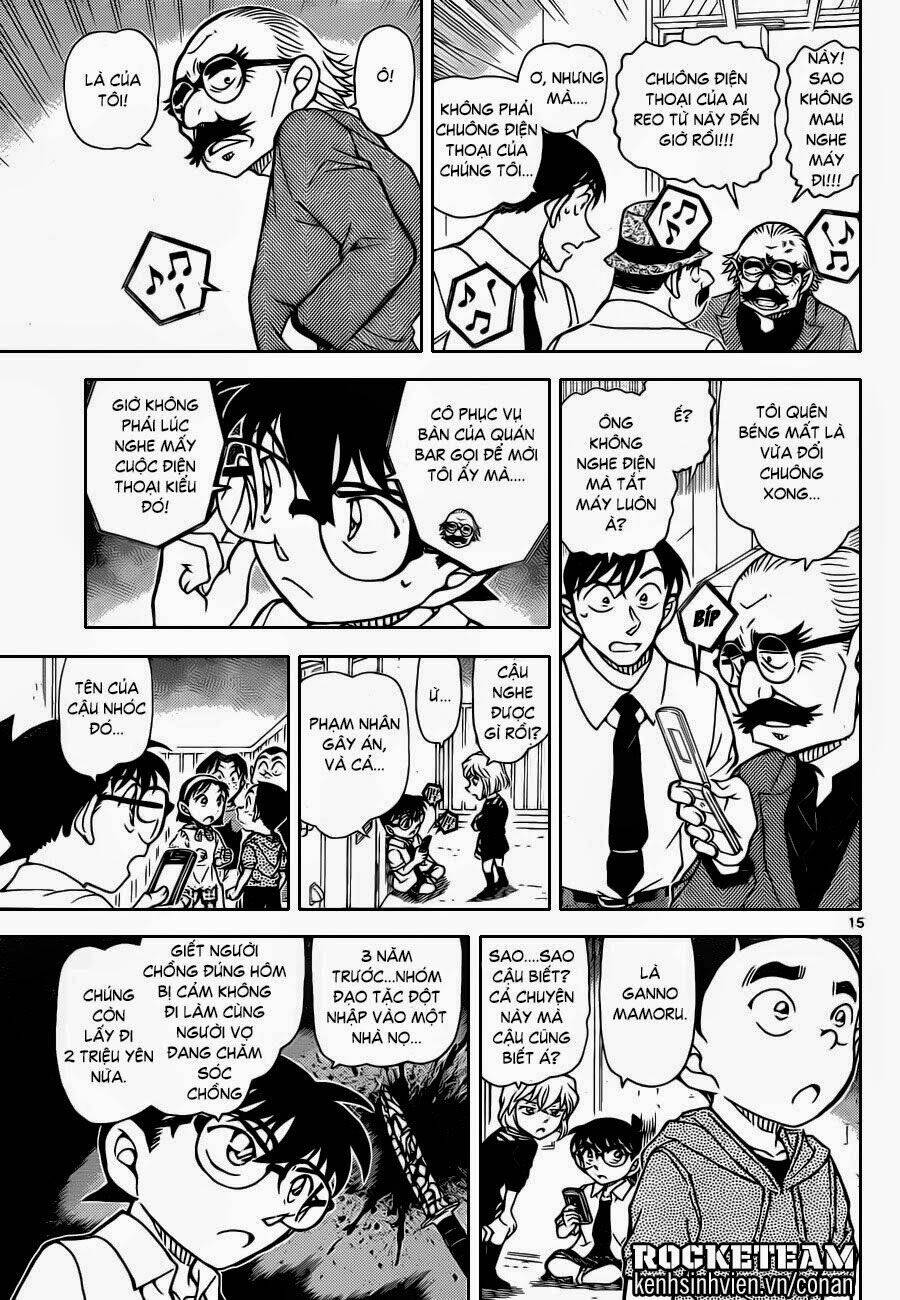 NÀY!
SAO
KHÔNG
MAU
NGHE
MÁY
ĐI!!!
CHUÔNG ĐIỆN
THOẠI CỦA AI
REO TỪ NÀY ĐẾN
GIỜ RỒI!!!
Ơ, NHƯNG
MÀ....
KHÔNG PHẢI
CHUÔNG ĐIỆN
THOẠI CỦA
CHÚNG TÔI...
Ô!
LÀ CỦA
TÔI!
TÔI QUÊN
BÉNG MẤT LÀ
VỪA ĐỔI
CHUÔNG
XONG...
Ế?
ÔNG
KHÔNG
NGHE ĐIỆN
MÀ TẮT
MÁY LUÔN
À?
BÍP
CÔ PHỤC VỤ
BÀN CỦA QUÁN
BAR GỌI ĐỂ MỜI
TÔI ẤY MÀ....
GIỜ KHÔNG
PHẢI LÚC
NGHE MẤY
CUỘC ĐIỆN
THOẠI KIỂU
ĐÓ!
CẬU
NGHE
ĐƯỢC
GÌ RỒI?
Ừ...
PHẠM NHÂN
GÂY ÁN,
VÀ CẢ...
TÊN CỦA
CẬU NHÓC
ĐÓ...
15
LÀ
GANNO
MAMORU.
SAO....SAO
CẬU BIẾT?
CẢ CHUYỆN
NÀY MÀ
CẬU CŨNG
BIẾT Á?
3 NĂM
TRƯỚC...NHÓM
ĐẠO TẶC ĐỘT
NHẬP VÀO MỘT
NHÀ NỌ...
GIẾT NGƯỜI
CHỒNG ĐÚNG HÔM
BỊ CẢM KHÔNG
ĐI LÀM CÙNG
NGƯỜI VỢ
ĐANG CHĂM
SÓC
CHỒNG
CHÚNG
CÒN
LẤY ĐI
2 TRIỆU YÊN
NỮA.
ROCKETEAM
kenhsinhvien.vn/conan